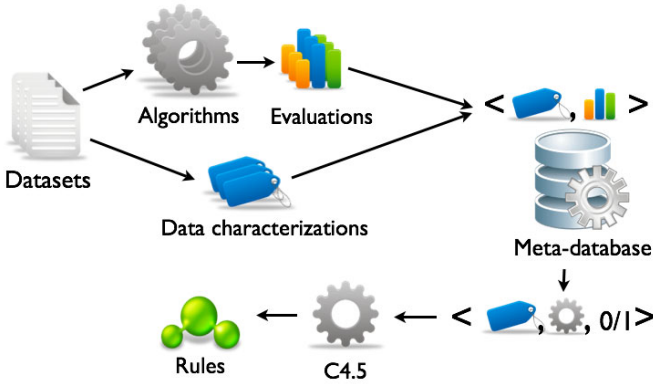 Algorithms
Evaluations
< , >
Datasets
Data characterizations
Meta-database
< , , 0/1>
Rules
C4.5